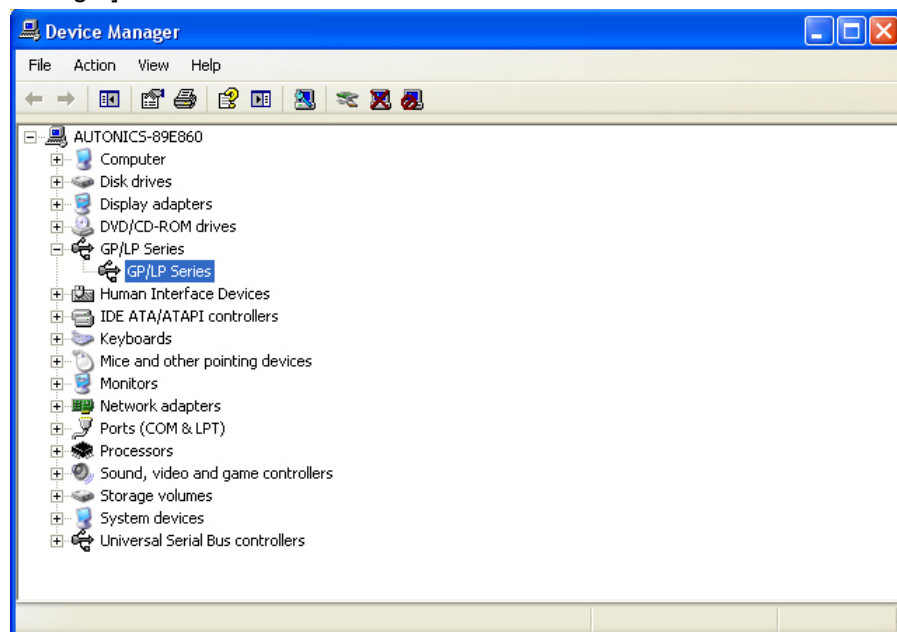 Device Manager
File Action View Help
AUTONICS-89E860
Computer
Disk drives
Display adapters
DVD/CD-ROM drives
GP/LP Series
GP/LP Series
Human Interface Devices
IDE ATA/ATAPI controllers
Keyboards
Mice and other pointing devices
Monitors
Network adapters
Ports (COM & LPT)
Processors
Sound, video and game controllers
Storage volumes
System devices
Universal Serial Bus controllers